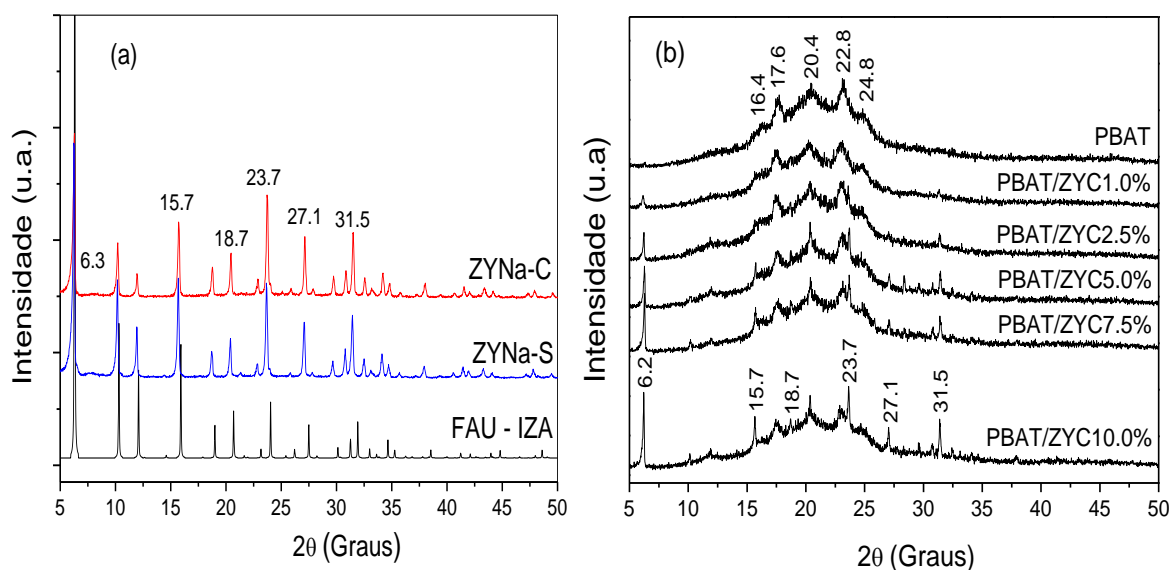 (a)
Intensidade (u.a.)
6.3
15.7
18.7
23.7
27.1
31.5
ZYNa-C
ZYNa-S
FAU - IZA
5 10 15 20 25 30 35 40 45 50
2θ (Graus)
(b)
Intensidade (u.a)
16.4
17.6
20.4
22.8
24.8
PBAT
PBAT/ZYC1.0%
PBAT/ZYC2.5%
PBAT/ZYC5.0%
PBAT/ZYC7.5%
6.2
15.7
18.7
23.7
27.1
31.5
PBAT/ZYC10.0%
5 10 15 20 25 30 35 40 45 50
2θ (Graus)